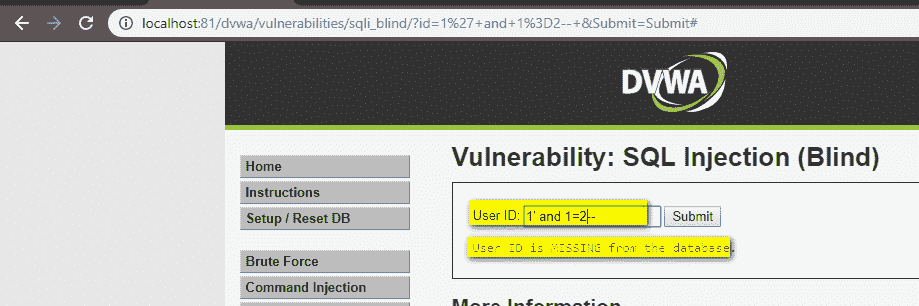 localhost:81/dvwa/vulnerabilities/sqli_blind/?id=1%27+and+1%3D2--+&Submit=Submit#
DVWA
Home
Instructions
Setup / Reset DB
Brute Force
Command Injection
Vulnerability: SQL Injection (Blind)
User ID: 1' and 1=2-- Submit
User ID is MISSING from the database.
More Information